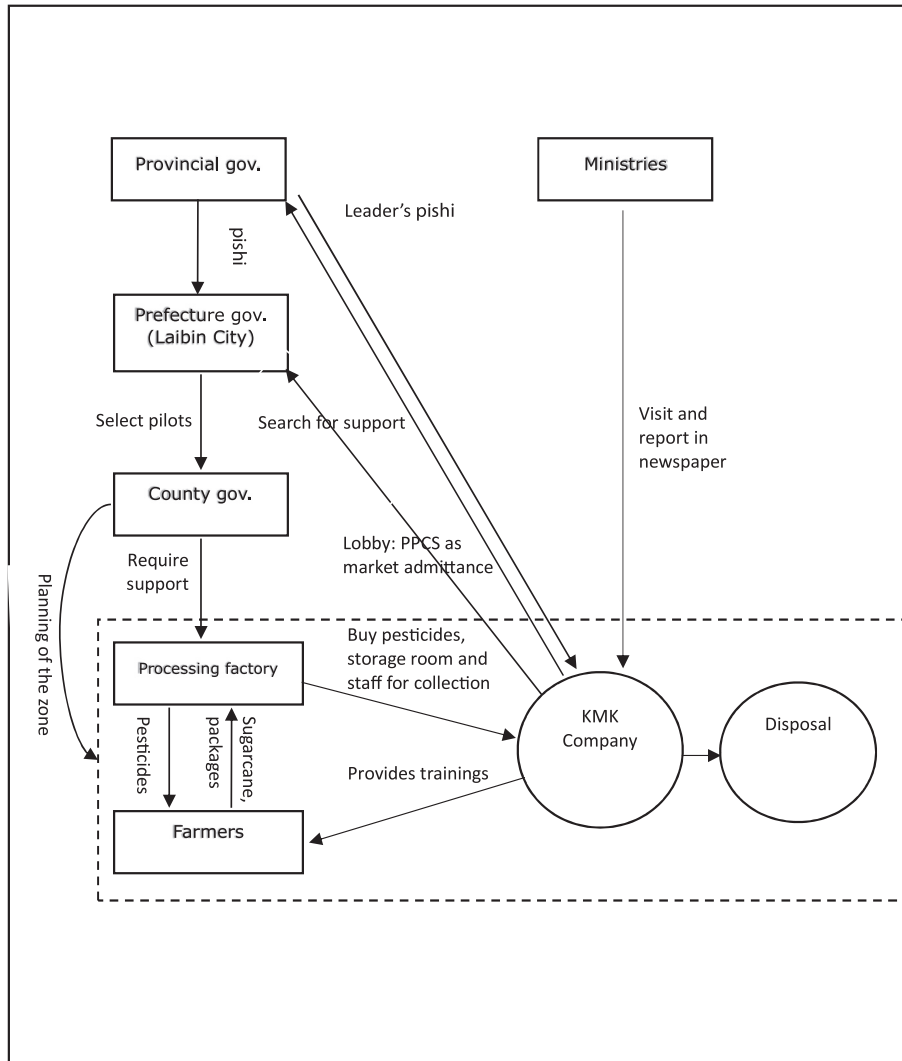 Provincial gov.
Ministries
Leader's pishi
pishi
Prefecture gov.
(Laibin City)
Select pilots
Search for support
Visit and
report in
newspaper
County gov.
Require
support
Lobby: PPCS as
market admittance
Planning of the zone
Buy pesticides,
storage room and
staff for collection
Processing factory
KMK
Company
Disposal
Pesticides
Sugarcane,
packages
Provides trainings
Farmers